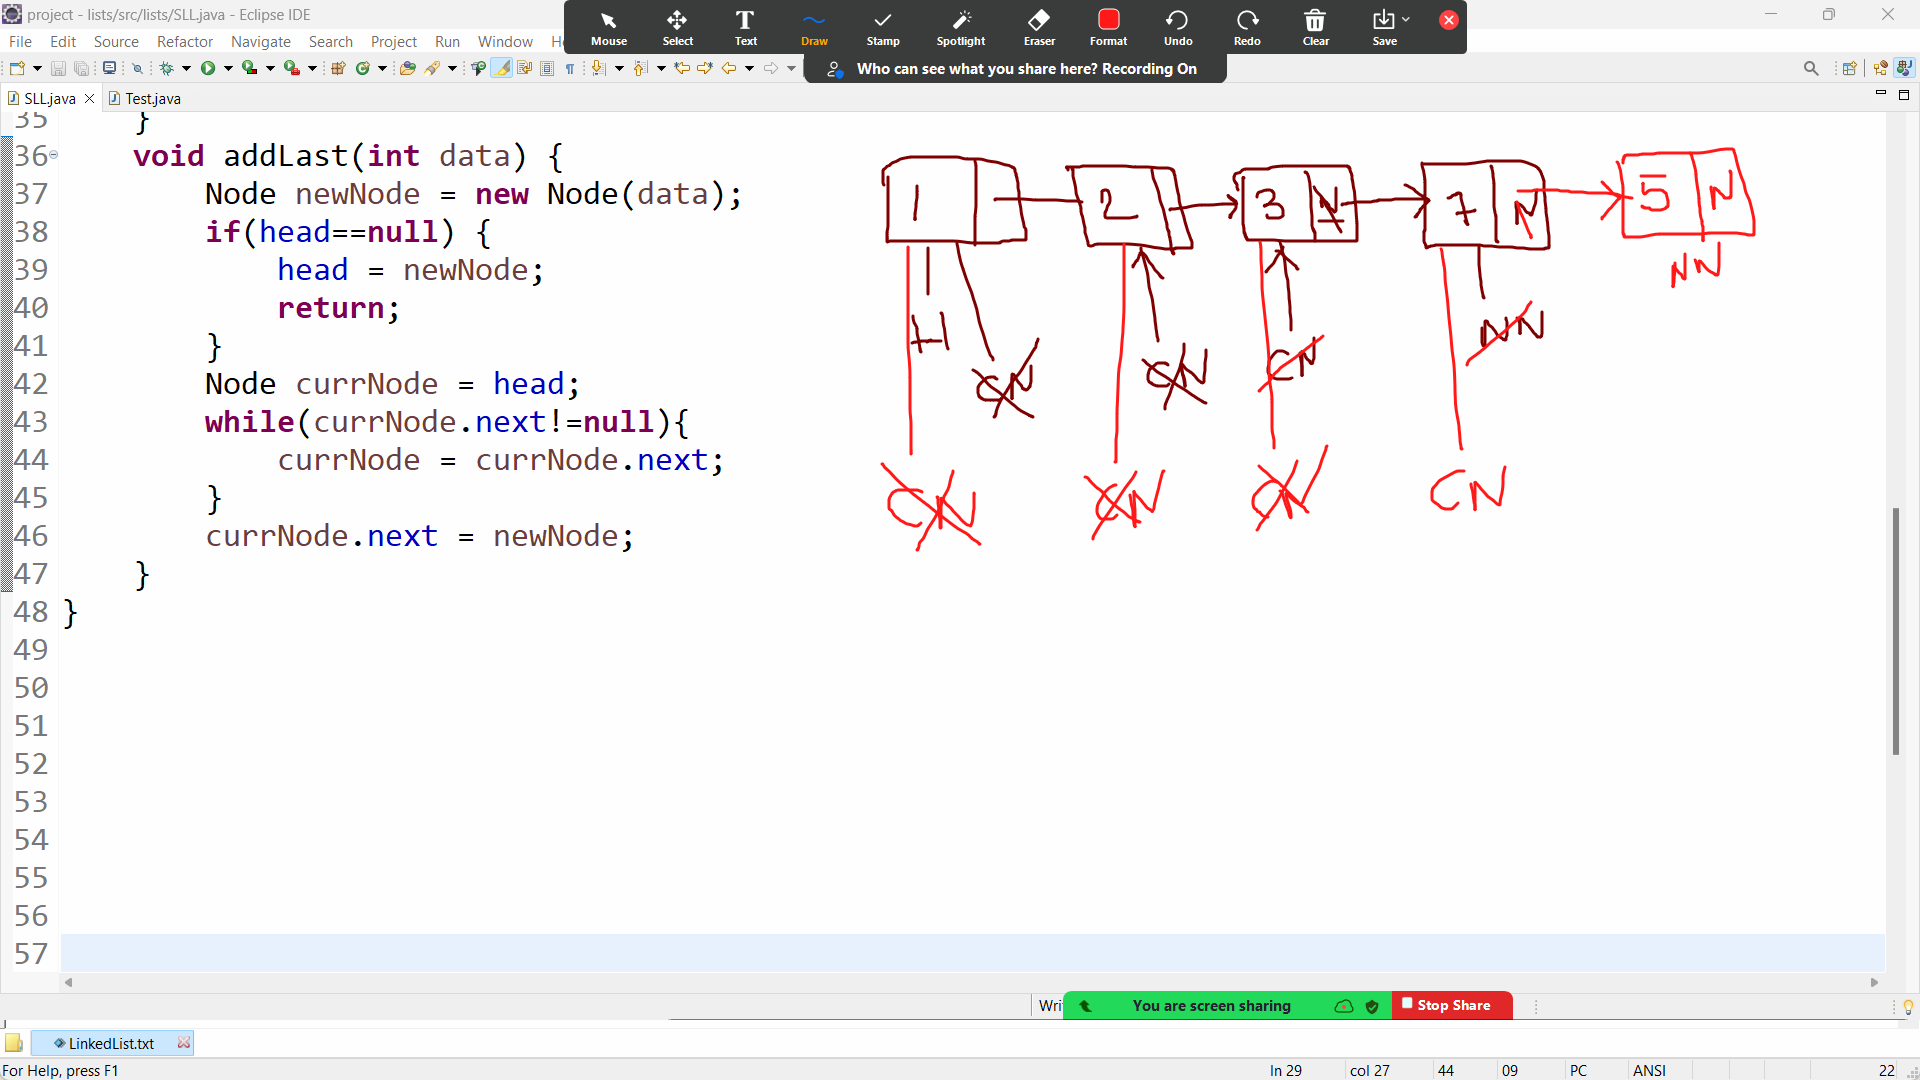 project - lists/src/lists/SLL.java - Eclipse IDE
File Edit Source Refactor Navigate Search Project Run Window
Mouse Select Text Draw Stamp Spotlight Eraser Format Undo Redo Clear Save
Who can see what you share here? Recording On
SLL.java Test.java
35 }
36 void addLast(int data) {
37 Node newNode = new Node(data);
38 if(head==null) {
39 head = newNode;
40 return;
41 }
42 Node currNode = head;
43 while(currNode.next!=null){
44 currNode = currNode.next;
45 }
46 currNode.next = newNode;
47 }
48 }
49
50
51
52
53
54
55
56
57
1 2 3 N 7 N 5 N
NN
H CN CN CN NN
CN CN CN CN
Wri You are screen sharing Stop Share
LinkedList.txt
For Help, press F1 ln 29 col 27 44 09 PC ANSI 22